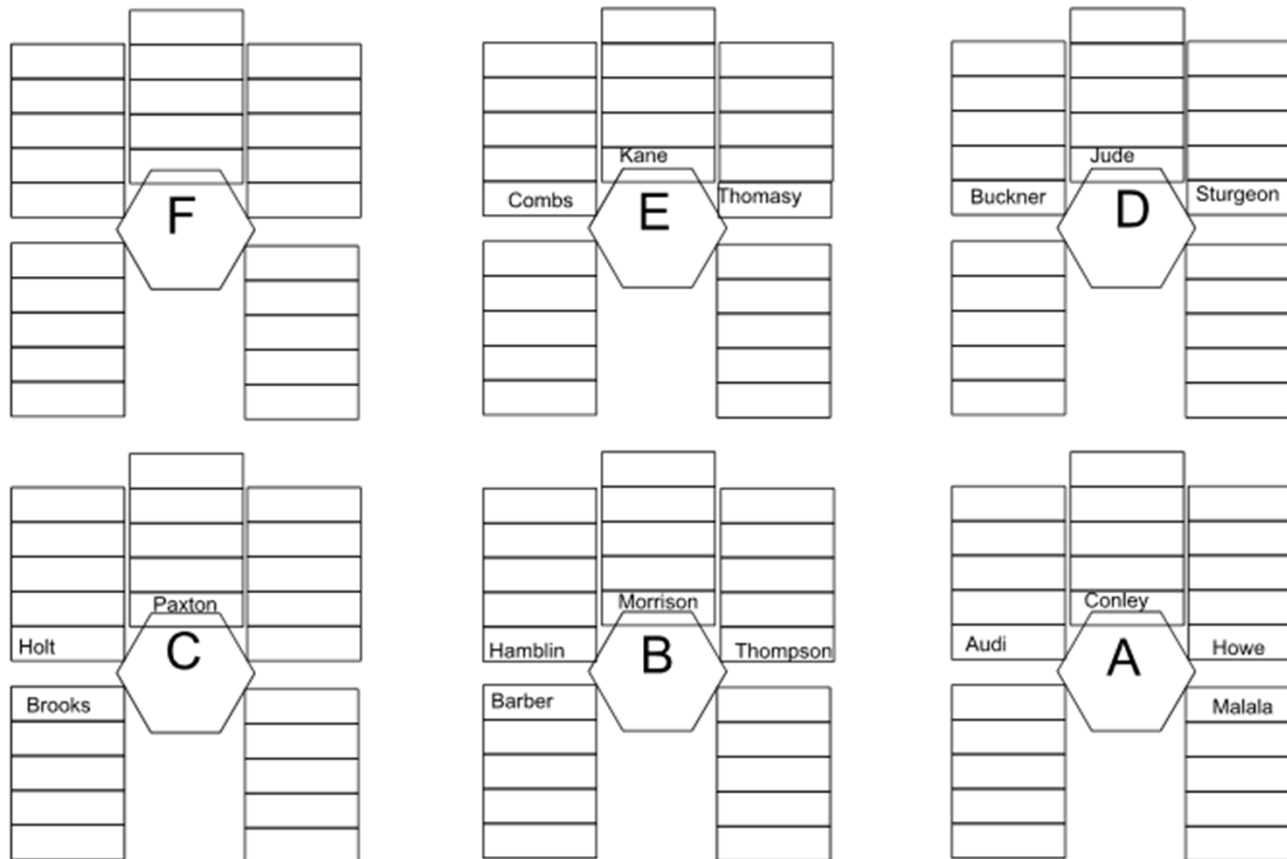 F
Kane
Combs
E
Thomasy
Jude
Buckner
D
Sturgeon
Paxton
Holt
C
Brooks
Morrison
Hamblin
B
Thompson
Barber
Conley
Audi
A
Howe
Malala